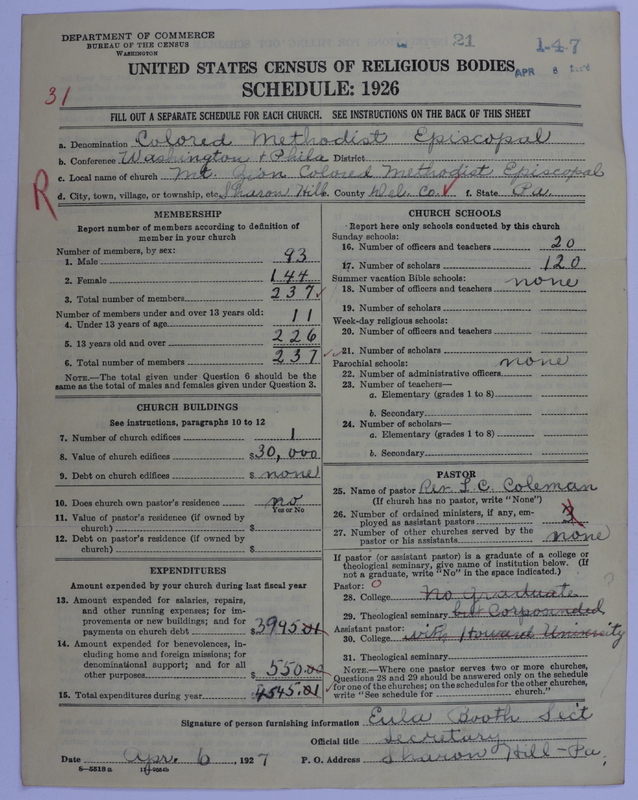 DEPARTMENT OF COMMERCE
BUREAU OF THE CENSUS
WASHINGTON
21
1-4-7
APR 8
UNITED STATES CENSUS OF RELIGIOUS BODIES
SCHEDULE: 1926
31
FILL OUT A SEPARATE SCHEDULE FOR EACH CHURCH. SEE INSTRUCTIONS ON THE BACK OF THIS SHEET
a. Denomination Colored Methodist Episcopal
b. Conference Washington + Phila District
c. Local name of church Mt. Zion Colored Methodist Episcopal
R
d. City, town, village, or township, etc. Sharon Hill County Del. Co. f. State Pa.
MEMBERSHIP
Report number of members according to definition of
member in your church
Number of members, by sex:
1. Male 93
2. Female 144
3. Total number of members 237
Number of members under and over 13 years old:
4. Under 13 years of age 11
5. 13 years old and over 226
6. Total number of members 237
NOTE.—The total given under Question 6 should be the
same as the total of males and females given under Question 3.
CHURCH BUILDINGS
See instructions, paragraphs 10 to 12
7. Number of church edifices 1
8. Value of church edifices $30,000
9. Debt on church edifices $ none
10. Does church own pastor's residence no
Yes or No
11. Value of pastor's residence (if owned by
church) $
12. Debt on pastor's residence (if owned by
church) $
EXPENDITURES
Amount expended by your church during last fiscal year
13. Amount expended for salaries, repairs,
and other running expenses; for im-
provements or new buildings; and for
payments on church debt $3995.01
14. Amount expended for benevolences, in-
cluding home and foreign missions; for
denominational support; and for all
other purposes $ 550.00
15. Total expenditures during year 4545.01
CHURCH SCHOOLS
Report here only schools conducted by this church
Sunday schools:
16. Number of officers and teachers 20
17. Number of scholars 120
Summer vacation Bible schools: none
18. Number of officers and teachers
19. Number of scholars
Week-day religious schools:
20. Number of officers and teachers
21. Number of scholars
Parochial schools: none
22. Number of administrative officers
23. Number of teachers—
a. Elementary (grades 1 to 8)
b. Secondary
24. Number of scholars—
a. Elementary (grades 1 to 8)
b. Secondary
PASTOR
25. Name of pastor Rev. L. C. Coleman
(If church has no pastor, write "None")
26. Number of ordained ministers, if any, em-
ployed as assistant pastors
27. Number of other churches served by the
pastor or his assistants none
If pastor (or assistant pastor) is a graduate of a college or
theological seminary, give name of institution below. (If
not a graduate, write "No" in the space indicated.)
Pastor: 0
28. College No graduate
29. Theological seminary but Corpounded
Assistant pastor:
30. College with Howard University
31. Theological seminary
NOTE.—Where one pastor serves two or more churches,
Questions 28 and 29 should be answered only on the schedule
for one of the churches; on the schedules for the other churches,
write "See schedule for church."
Signature of person furnishing information Eula Booth Sect
Official title Secretary
Date Apr. 6, 1927 P. O. Address Sharon Hill - Pa.